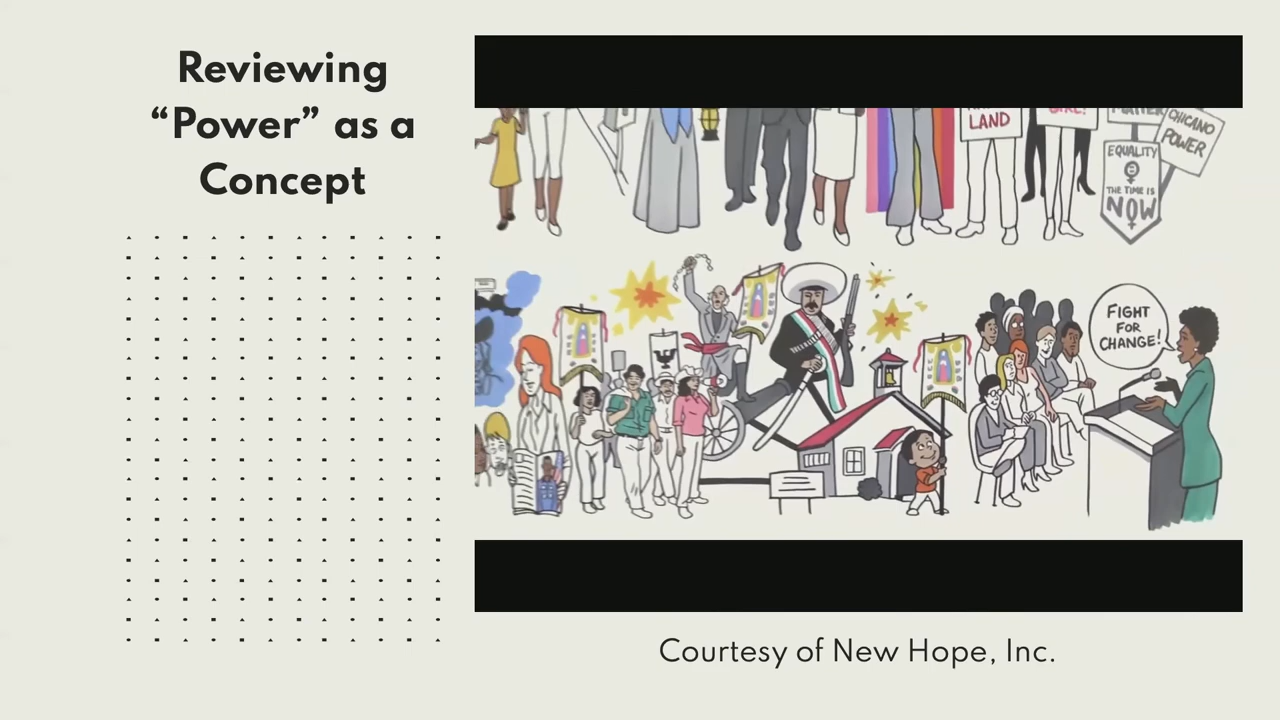 Reviewing
“Power” as a
Concept
LAND
CHICANO
POWER
EQUALITY
THE TIME IS
NOW
FIGHT
FOR
CHANGE!
Courtesy of New Hope, Inc.